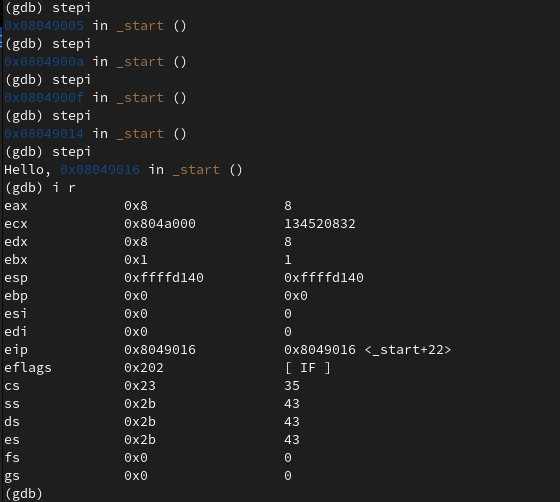 (gdb) stepi
0x08049005 in _start ()
(gdb) stepi
0x0804900a in _start ()
(gdb) stepi
0x0804900f in _start ()
(gdb) stepi
0x08049014 in _start ()
(gdb) stepi
Hello, 0x08049016 in _start ()
(gdb) i r
eax 0x8 8
ecx 0x804a000 134520832
edx 0x8 8
ebx 0x1 1
esp 0xffffd140 0xffffd140
ebp 0x0 0x0
esi 0x0 0
edi 0x0 0
eip 0x8049016 0x8049016 <_start+22>
eflags 0x202 [ IF ]
cs 0x23 35
ss 0x2b 43
ds 0x2b 43
es 0x2b 43
fs 0x0 0
gs 0x0 0
(gdb)